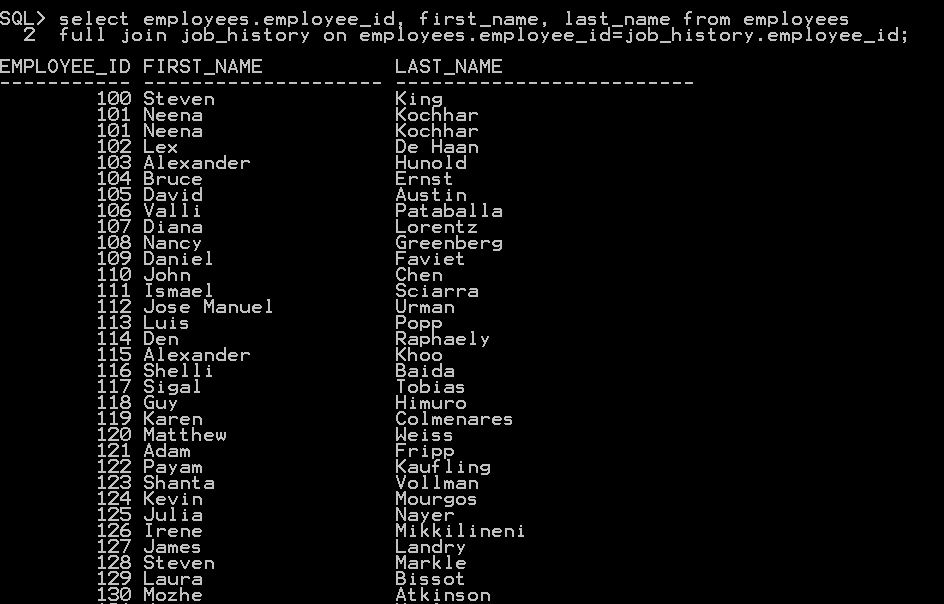 SQL> select employees.employee_id, first_name, last_name from employees
  2  full join job_history on employees.employee_id=job_history.employee_id;
EMPLOYEE_ID FIRST_NAME           LAST_NAME
----------- -------------------- -------------------------
        100 Steven               King
        101 Neena                Kochhar
        101 Neena                Kochhar
        102 Lex                  De Haan
        103 Alexander            Hunold
        104 Bruce                Ernst
        105 David                Austin
        106 Valli                Pataballa
        107 Diana                Lorentz
        108 Nancy                Greenberg
        109 Daniel               Faviet
        110 John                 Chen
        111 Ismael               Sciarra
        112 Jose Manuel          Urman
        113 Luis                 Popp
        114 Den                  Raphaely
        115 Alexander            Khoo
        116 Shelli               Baida
        117 Sigal                Tobias
        118 Guy                  Himuro
        119 Karen                Colmenares
        120 Matthew              Weiss
        121 Adam                 Fripp
        122 Payam                Kaufling
        123 Shanta               Vollman
        124 Kevin                Mourgos
        125 Julia                Nayer
        126 Irene                Mikkilineni
        127 James                Landry
        128 Steven               Markle
        129 Laura                Bissot
        130 Mozhe                Atkinson